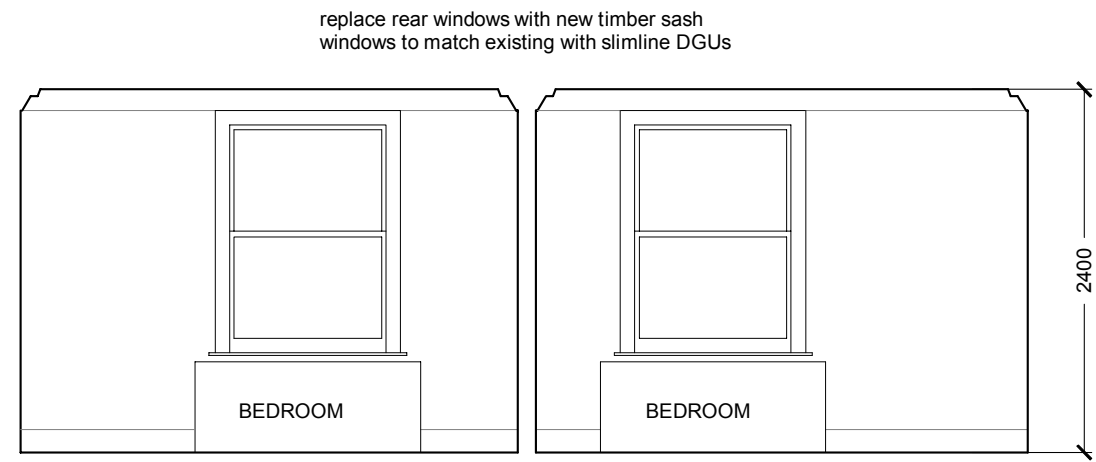 replace rear windows with new timber sash
windows to match existing with slimline DGUs
2400
BEDROOM
BEDROOM